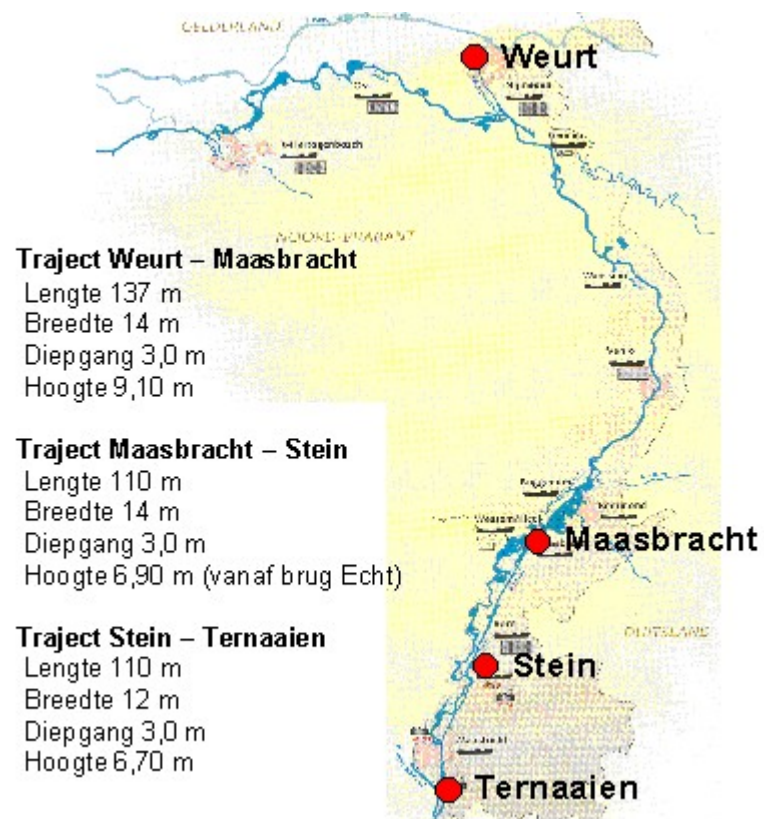 GELDERLAND
Weurt
NOORD-BRABANT
Traject Weurt – Maasbracht
Lengte 137 m
Breedte 14 m
Diepgang 3,0 m
Hoogte 9,10 m
Traject Maasbracht – Stein
Lengte 110 m
Breedte 14 m
Diepgang 3,0 m
Hoogte 6,90 m (vanaf brug Echt)
Maasbracht
Traject Stein – Ternaaien
Lengte 110 m
Breedte 12 m
Diepgang 3,0 m
Hoogte 6,70 m
DUITSLAND
Stein
Ternaaien